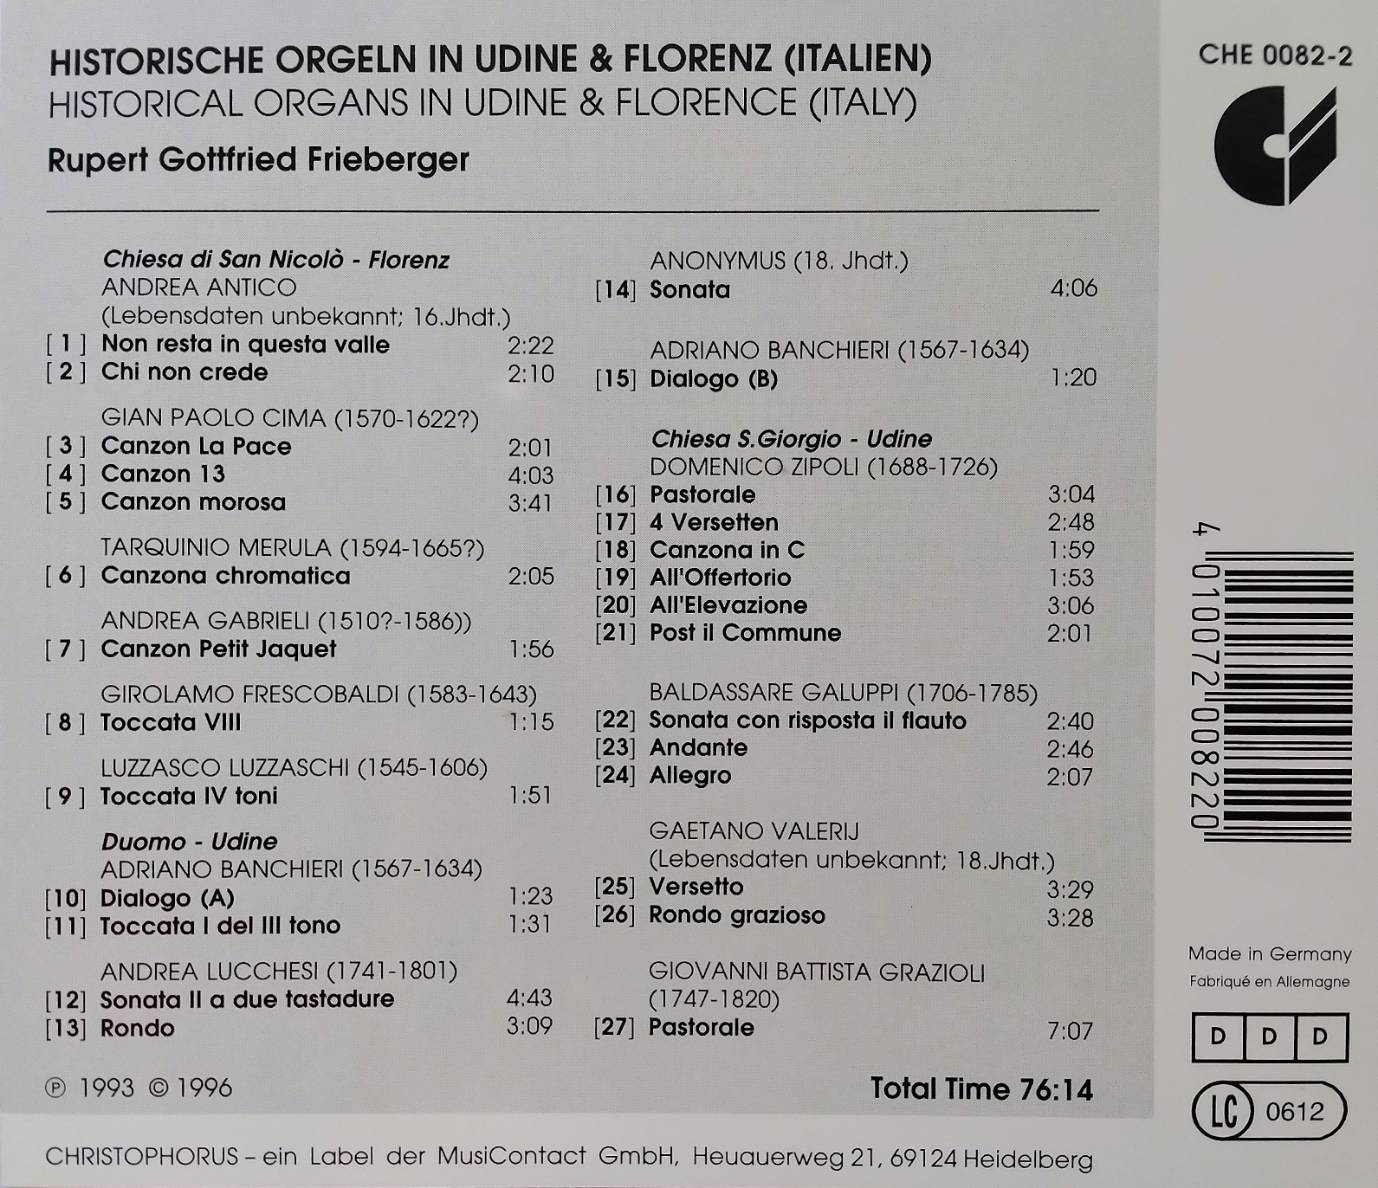 HISTORISCHE ORGELN IN UDINE & FLORENZ (ITALIEN)
HISTORICAL ORGANS IN UDINE & FLORENCE (ITALY)
Rupert Gottfried Frieberger
Chiesa di San Nicolò - Florenz
ANDREA ANTICO
(Lebensdaten unbekannt; 16.Jhdt.)
[ 1 ] Non resta in questa valle 2:22
[ 2 ] Chi non crede 2:10
GIAN PAOLO CIMA (1570-1622?)
[ 3 ] Canzon La Pace 2:01
[ 4 ] Canzon 13 4:03
[ 5 ] Canzon morosa 3:41
TARQUINIO MERULA (1594-1665?)
[ 6 ] Canzona chromatica 2:05
ANDREA GABRIELI (1510?-1586))
[ 7 ] Canzon Petit Jaquet 1:56
GIROLAMO FRESCOBALDI (1583-1643)
[ 8 ] Toccata VIII 1:15
LUZZASCO LUZZASCHI (1545-1606)
[ 9 ] Toccata IV toni 1:51
Duomo - Udine
ADRIANO BANCHIERI (1567-1634)
[10] Dialogo (A) 1:23
[11] Toccata I del III tono 1:31
ANDREA LUCCHESI (1741-1801)
[12] Sonata II a due tastadure 4:43
[13] Rondo 3:09
℗ 1993 © 1996
ANONYMUS (18. Jhdt.)
[14] Sonata 4:06
ADRIANO BANCHIERI (1567-1634)
[15] Dialogo (B) 1:20
Chiesa S.Giorgio - Udine
DOMENICO ZIPOLI (1688-1726)
[16] Pastorale 3:04
[17] 4 Versetten 2:48
[18] Canzona in C 1:59
[19] All'Offertorio 1:53
[20] All'Elevazione 3:06
[21] Post il Commune 2:01
BALDASSARE GALUPPI (1706-1785)
[22] Sonata con risposta il flauto 2:40
[23] Andante 2:46
[24] Allegro 2:07
GAETANO VALERIJ
(Lebensdaten unbekannt; 18.Jhdt.)
[25] Versetto 3:29
[26] Rondo grazioso 3:28
GIOVANNI BATTISTA GRAZIOLI
(1747-1820)
[27] Pastorale 7:07
Total Time 76:14
CHRISTOPHORUS – ein Label der MusiContact GmbH, Heuauerweg 21, 69124 Heidelberg
CHE 0082-2
4 010072 008220
Made in Germany
Fabriqué en Allemagne
D D D
LC 0612